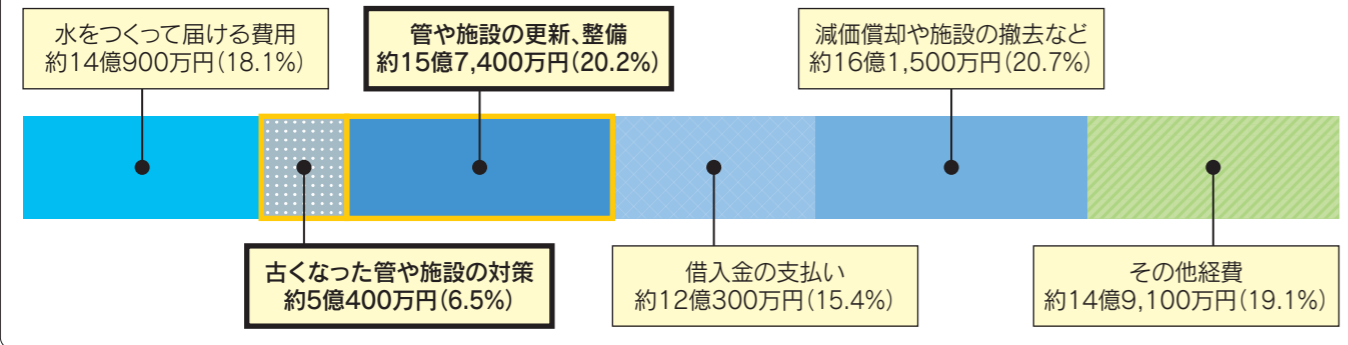 水をつくって届ける費用
約14億900万円(18.1%)
管や施設の更新、整備
約15億7,400万円(20.2%)
減価償却や施設の撤去など
約16億1,500万円(20.7%)
古くなった管や施設の対策
約5億400万円(6.5%)
借入金の支払い
約12億300万円(15.4%)
その他経費
約14億9,100万円(19.1%)